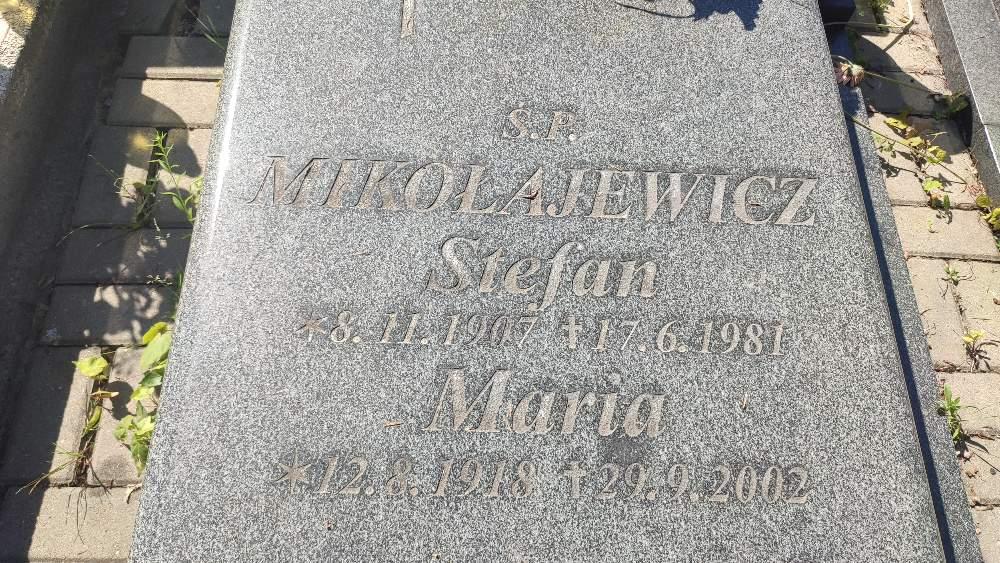 Ś.P.
MIKOŁAJEWICZ
Stefan
*8.11.1907 †17.6.1981
Maria
*12.8.1918 †29.9.2002